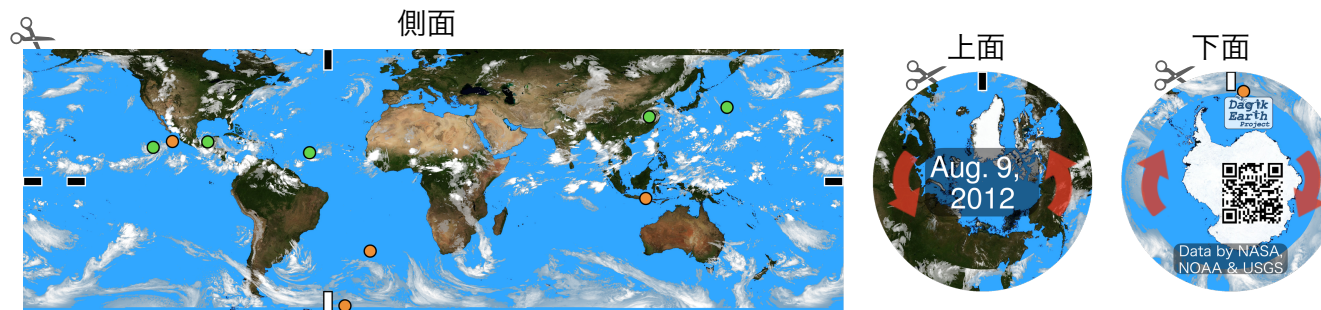 側面
上面
下面
Aug. 9,
2012
Dagik
Earth
Project
Data by NASA,
NOAA & USGS